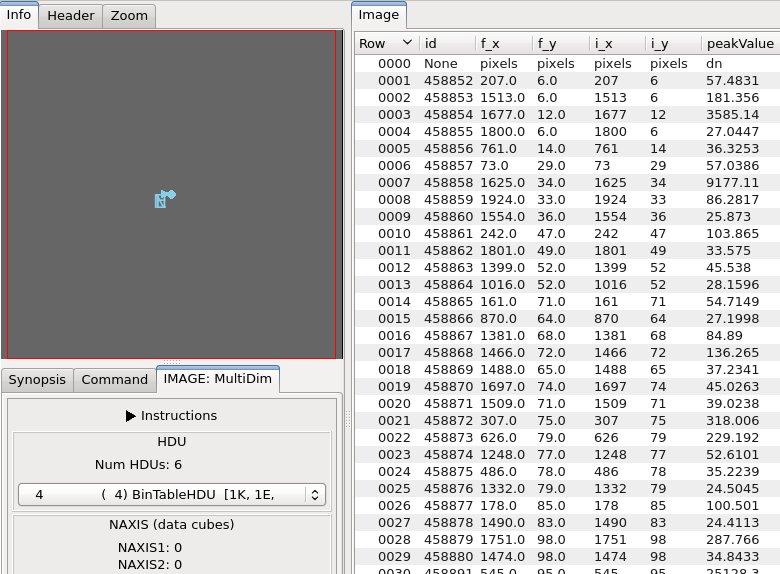 Info Header Zoom
Synopsis Command IMAGE: MultiDim
Instructions
HDU
Num HDUs: 6
4 ( 4) BinTableHDU [1K, 1E,
NAXIS (data cubes)
NAXIS1: 0
NAXIS2: 0
Image
Row id f_x f_y i_x i_y peakValue
0000 None pixels pixels pixels pixels dn
0001 458852 207.0 6.0 207 6 57.4831
0002 458853 1513.0 6.0 1513 6 181.356
0003 458854 1677.0 12.0 1677 12 3585.14
0004 458855 1800.0 6.0 1800 6 27.0447
0005 458856 761.0 14.0 761 14 36.3253
0006 458857 73.0 29.0 73 29 57.0386
0007 458858 1625.0 34.0 1625 34 9177.11
0008 458859 1924.0 33.0 1924 33 86.2817
0009 458860 1554.0 36.0 1554 36 25.873
0010 458861 242.0 47.0 242 47 103.865
0011 458862 1801.0 49.0 1801 49 33.575
0012 458863 1399.0 52.0 1399 52 45.538
0013 458864 1016.0 52.0 1016 52 28.1596
0014 458865 161.0 71.0 161 71 54.7149
0015 458866 870.0 64.0 870 64 27.1998
0016 458867 1381.0 68.0 1381 68 84.89
0017 458868 1466.0 72.0 1466 72 136.265
0018 458869 1488.0 65.0 1488 65 37.2341
0019 458870 1697.0 74.0 1697 74 45.0263
0020 458871 1509.0 71.0 1509 71 39.0238
0021 458872 307.0 75.0 307 75 318.006
0022 458873 626.0 79.0 626 79 229.192
0023 458874 1248.0 77.0 1248 77 52.6101
0024 458875 486.0 78.0 486 78 35.2239
0025 458876 1332.0 79.0 1332 79 24.5045
0026 458877 178.0 85.0 178 85 100.501
0027 458878 1490.0 83.0 1490 83 24.4113
0028 458879 1751.0 98.0 1751 98 287.766
0029 458880 1474.0 98.0 1474 98 34.8433
0030 458891 545.0 95.0 545 95 25128.3